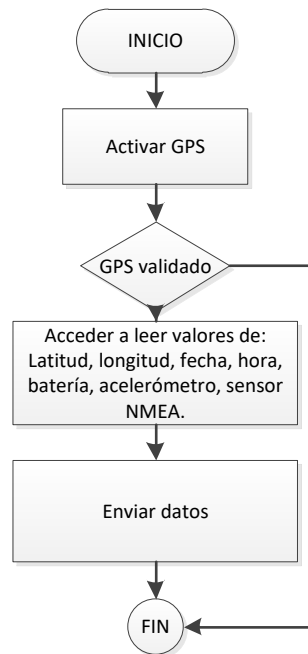 INICIO
Activar GPS
GPS validado
Acceder a leer valores de:
Latitud, longitud, fecha, hora,
batería, acelerómetro, sensor
NMEA.
Enviar datos
FIN